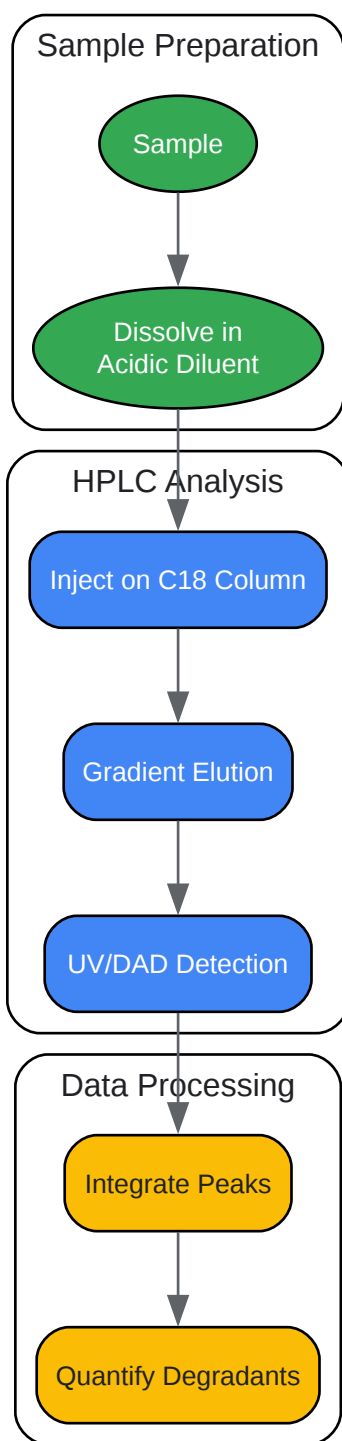 Sample Preparation
Sample
Dissolve in
Acidic Diluent
HPLC Analysis
Inject on C18 Column
Gradient Elution
UV/DAD Detection
Data Processing
Integrate Peaks
Quantify Degradants